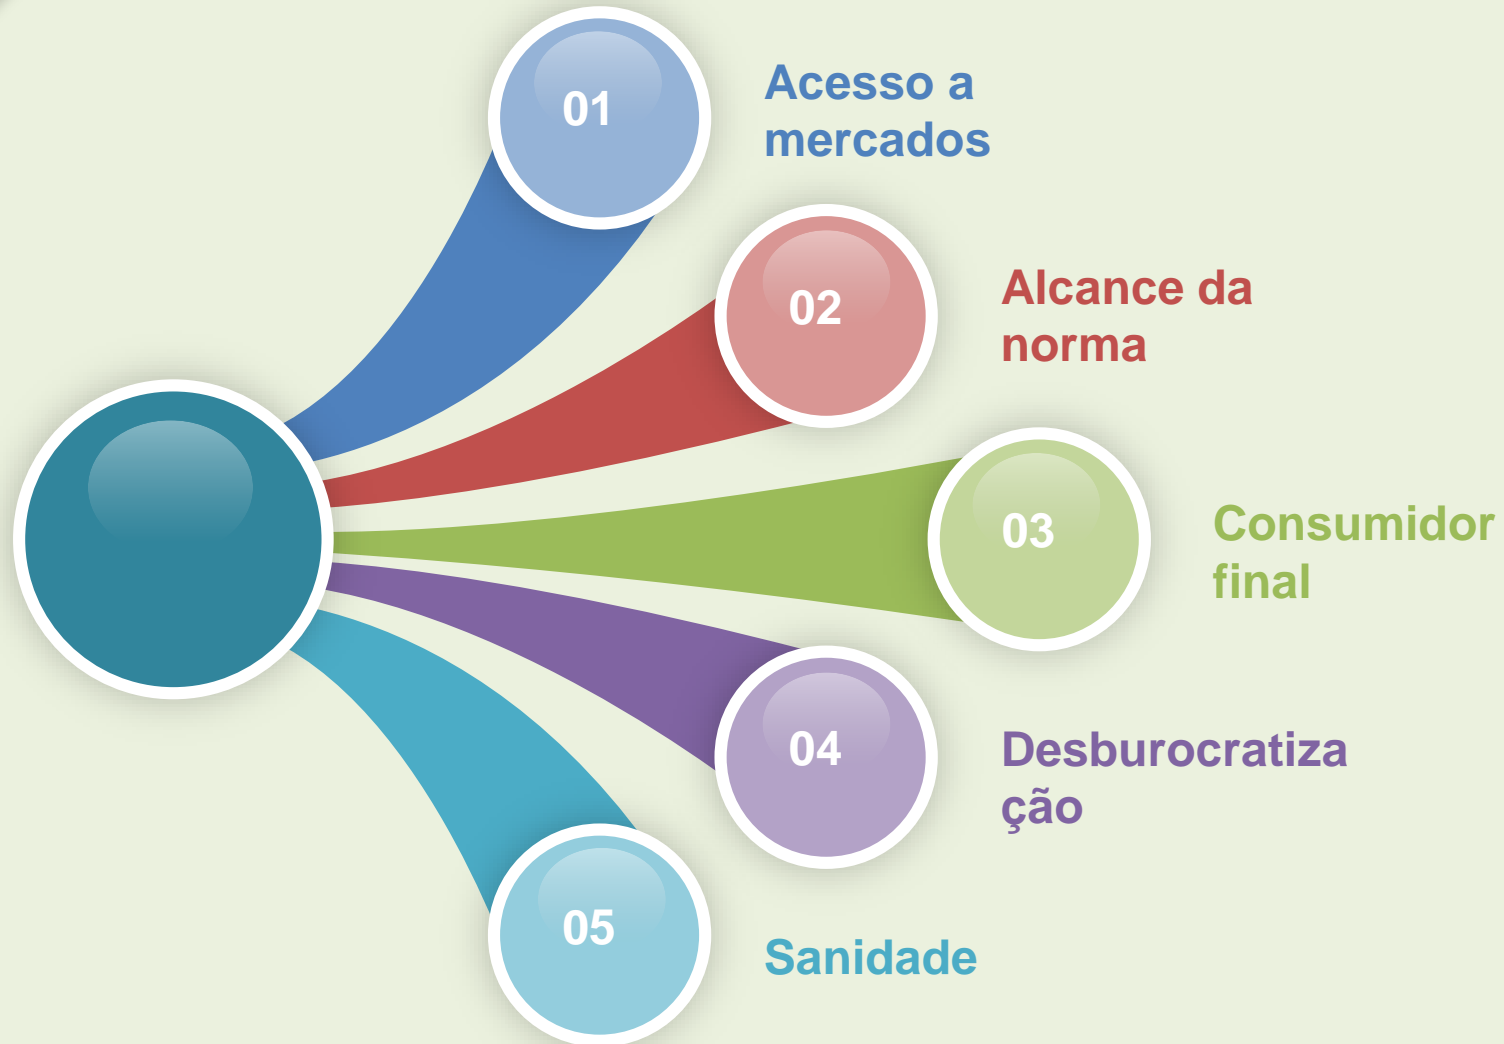 01
Acesso a
mercados
02
Alcance da
norma
03
Consumidor
final
04
Desburocratiza
ção
05
Sanidade